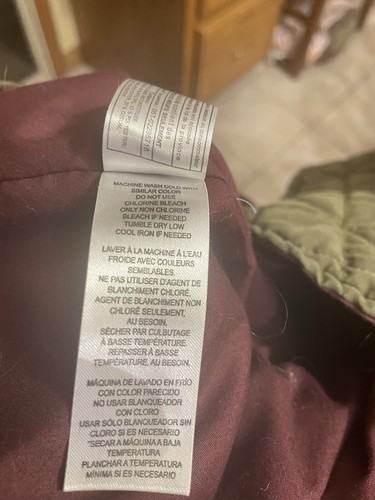 MACHINE WASH COLD WITH
SIMILAR COLOR
DO NOT USE
CHLORINE BLEACH
ONLY NON CHLORINE
BLEACH IF NEEDED
TUMBLE DRY LOW
COOL IRON IF NEEDED
LAVER À LA MACHINE À L'EAU
FROIDE AVEC COULEURS
SEMBLABLES.
NE PAS UTILISER D'AGENT DE
BLANCHIMENT CHLORÉ.
AGENT DE BLANCHIMENT NON
CHLORÉ SEULEMENT,
AU BESOIN.
SÉCHER PAR CULBUTAGE
À BASSE TEMPÉRATURE.
REPASSER À BASSE
TEMPÉRATURE, AU BESOIN.
MÁQUINA DE LAVADO EN FRÍO
CON COLOR PARECIDO
NO USAR BLANQUEADOR
CON CLORO
USAR SÓLO BLANQUEADOR SIN
CLORO SI ES NECESARIO
"SECAR A MÁQUINA A BAJA
TEMPERATURA
PLANCHAR A TEMPERATURA
MÍNIMA SI ES NECESARIO